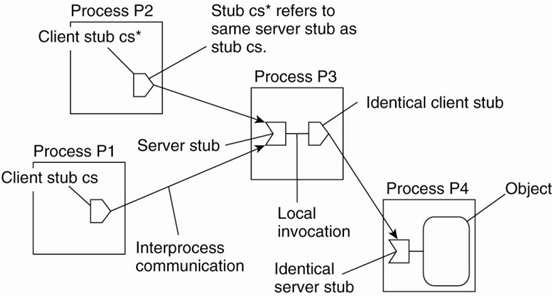 Process P2
Client stub cs*
Stub cs* refers to
same server stub as
stub cs.
Process P3
Identical client stub
Server stub
Process P1
Client stub cs
Interprocess
communication
Local
invocation
Process P4
Object
Identical
server stub